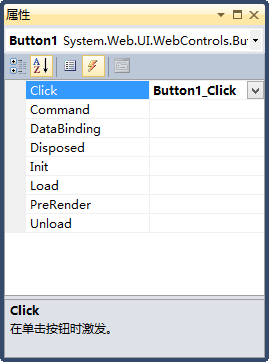 属性
Button1 System.Web.UI.WebControls.But
Click Button1_Click
Command
DataBinding
Disposed
Init
Load
PreRender
Unload
Click
在单击按钮时激发。